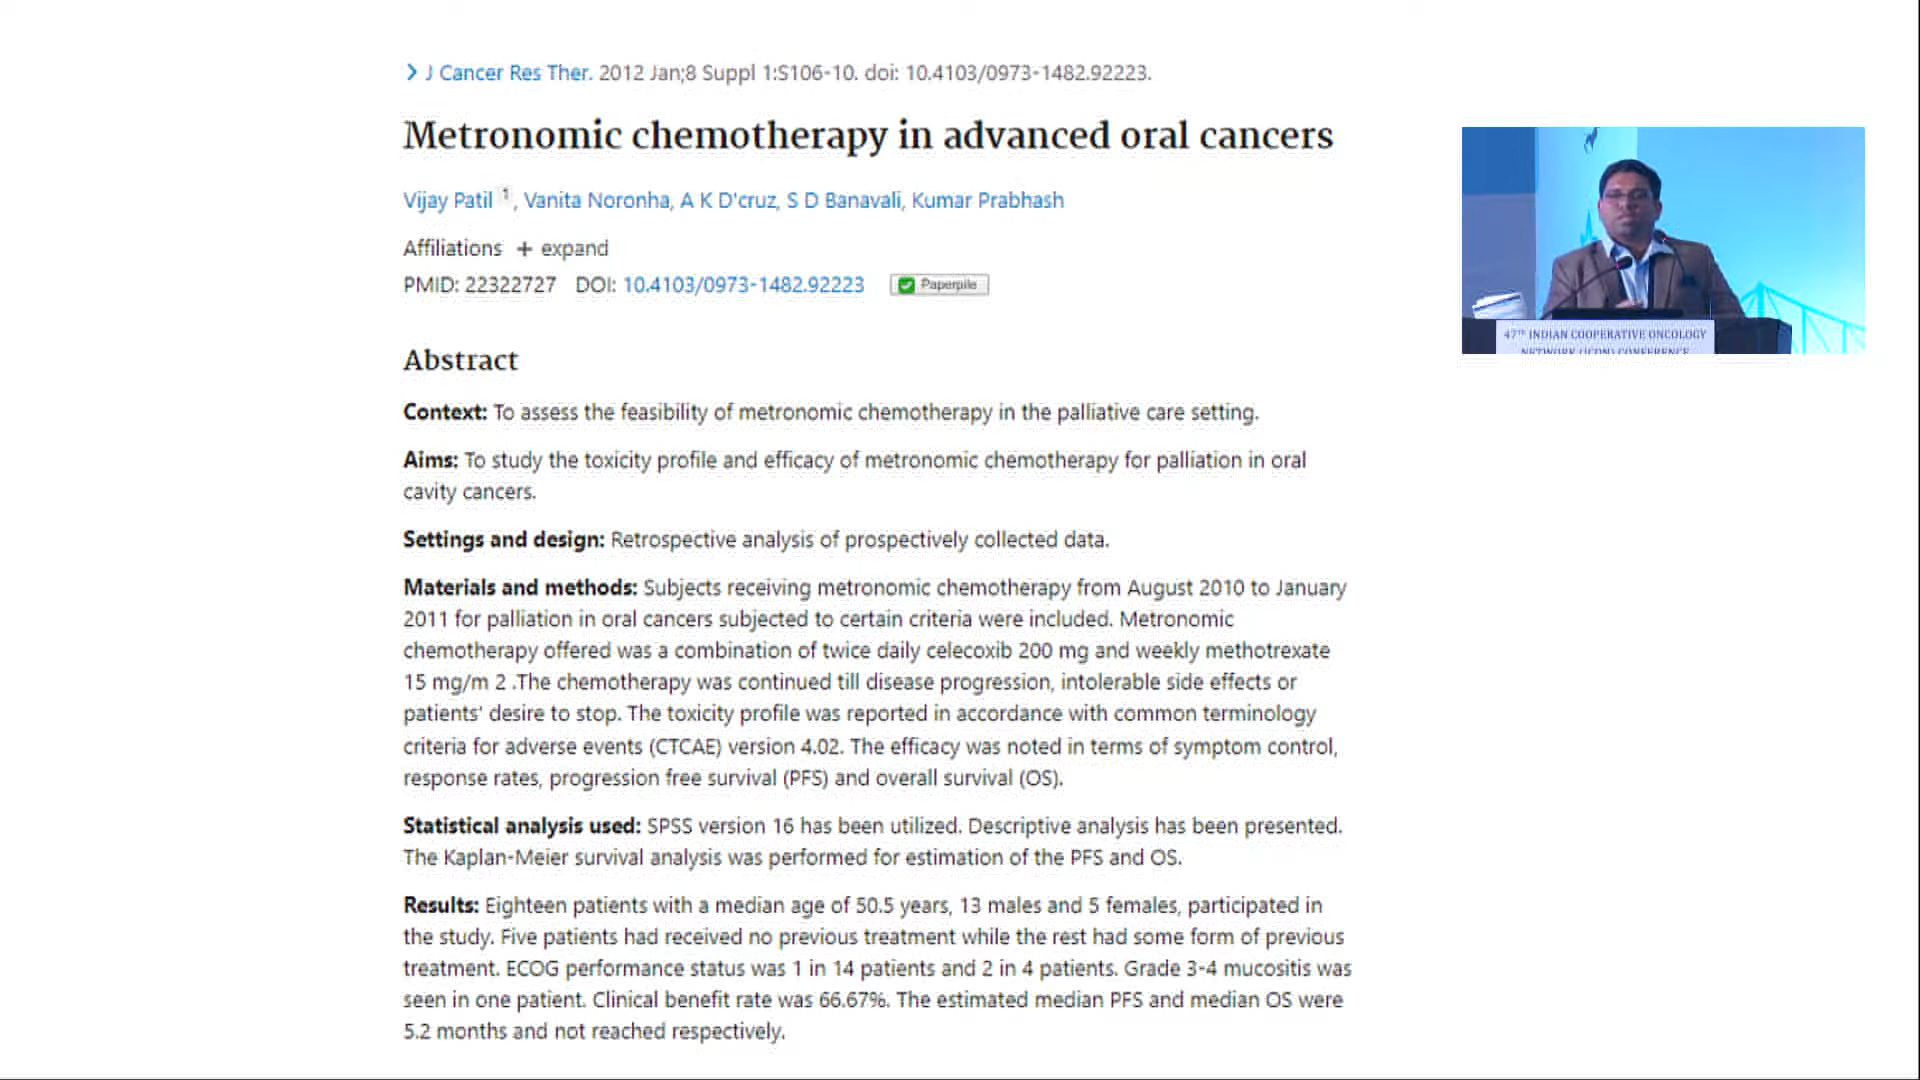 J Cancer Res Ther. 2012 Jan;8 Suppl 1:S106-10. doi: 10.4103/0973-1482.92223.
Metronomic chemotherapy in advanced oral cancers
Vijay Patil 1, Vanita Noronha, A K D'cruz, S D Banavali, Kumar Prabhash
Affiliations + expand
PMID: 22322727 DOI: 10.4103/0973-1482.92223 Paperpile
Abstract
Context: To assess the feasibility of metronomic chemotherapy in the palliative care setting.
Aims: To study the toxicity profile and efficacy of metronomic chemotherapy for palliation in oral
cavity cancers.
Settings and design: Retrospective analysis of prospectively collected data.
Materials and methods: Subjects receiving metronomic chemotherapy from August 2010 to January
2011 for palliation in oral cancers subjected to certain criteria were included. Metronomic
chemotherapy offered was a combination of twice daily celecoxib 200 mg and weekly methotrexate
15 mg/m 2 .The chemotherapy was continued till disease progression, intolerable side effects or
patients' desire to stop. The toxicity profile was reported in accordance with common terminology
criteria for adverse events (CTCAE) version 4.02. The efficacy was noted in terms of symptom control,
response rates, progression free survival (PFS) and overall survival (OS).
Statistical analysis used: SPSS version 16 has been utilized. Descriptive analysis has been presented.
The Kaplan-Meier survival analysis was performed for estimation of the PFS and OS.
Results: Eighteen patients with a median age of 50.5 years, 13 males and 5 females, participated in
the study. Five patients had received no previous treatment while the rest had some form of previous
treatment. ECOG performance status was 1 in 14 patients and 2 in 4 patients. Grade 3-4 mucositis was
seen in one patient. Clinical benefit rate was 66.67%. The estimated median PFS and median OS were
5.2 months and not reached respectively.
47TH INDIAN COOPERATIVE ONCOLOGY
NETWORK (ICON) CONFERENCE